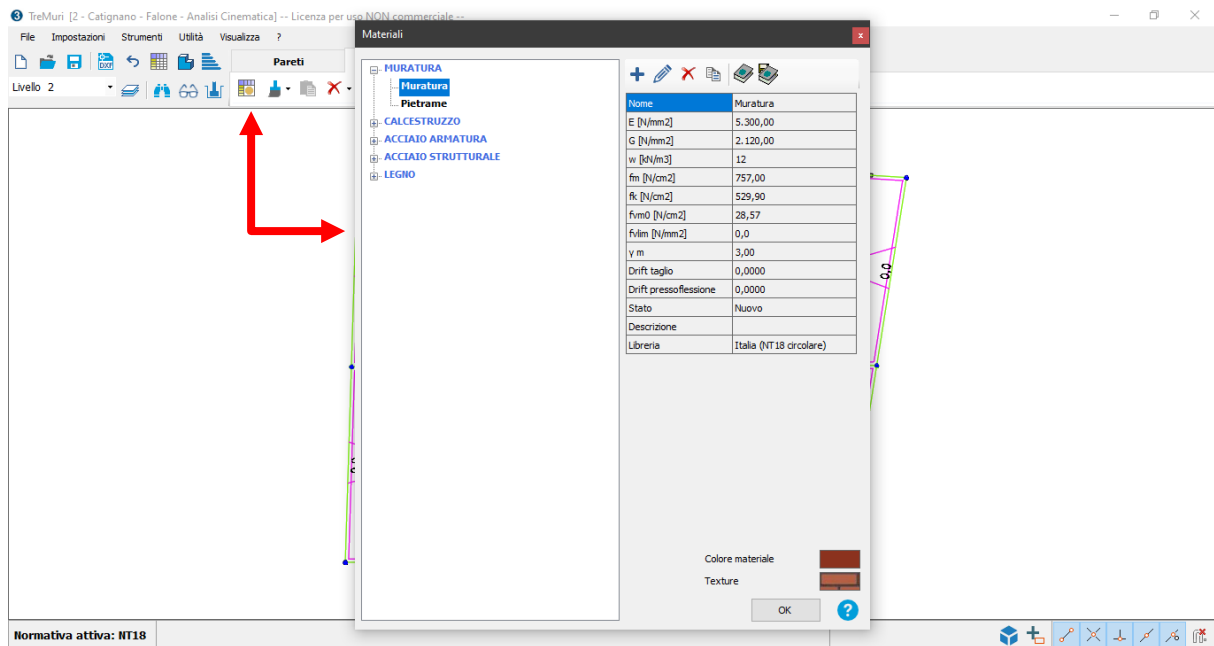 TreMuri [2 - Catignano - Falone - Analisi Cinematica] -- Licenza per uso NON commerciale --
File Impostazioni Strumenti Utilità Visualizza ?
DXF
Pareti
Livello 2
Materiali
x
MURATURA
Muratura
Pietrame
CALCESTRUZZO
ACCIAIO ARMATURA
ACCIAIO STRUTTURALE
LEGNO
Nome Muratura
E [N/mm2] 5.300,00
G [N/mm2] 2.120,00
w [kN/m3] 12
fm [N/cm2] 757,00
fk [N/cm2] 529,90
fvm0 [N/cm2] 28,57
fvlim [N/mm2] 0,0
γ m 3,00
Drift taglio 0,0000
Drift pressoflessione 0,0000
Stato Nuovo
Descrizione
Libreria Italia (NT18 circolare)
0,0
Colore materiale
Texture
OK
?
Normativa attiva: NT18